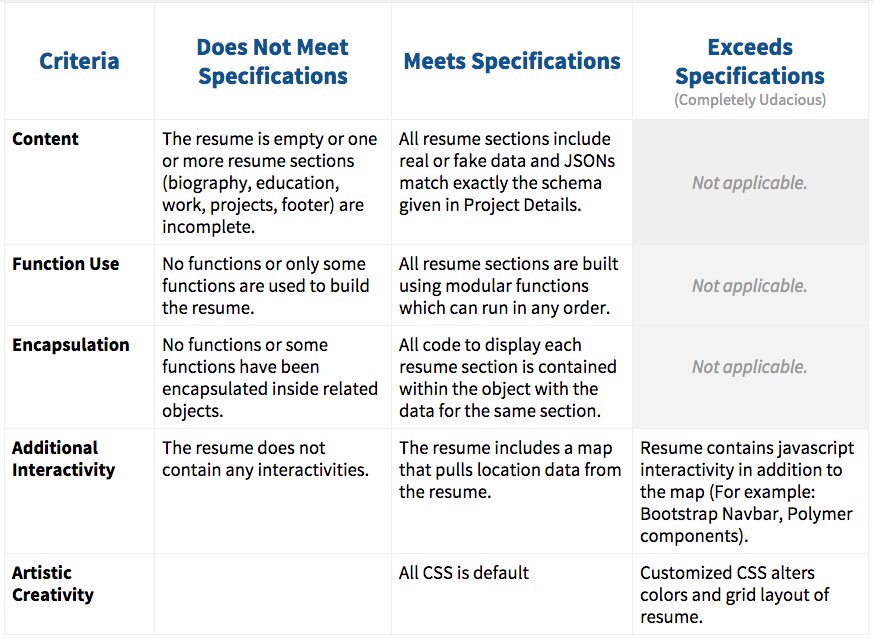 Criteria
Does Not Meet
Specifications
Meets Specifications
Exceeds
Specifications
(Completely Udacious)
Content
The resume is empty or one
or more resume sections
(biography, education,
work, projects, footer) are
incomplete.
All resume sections include
real or fake data and JSONs
match exactly the schema
given in Project Details.
Not applicable.
Function Use
No functions or only some
functions are used to build
the resume.
All resume sections are built
using modular functions
which can run in any order.
Not applicable.
Encapsulation
No functions or some
functions have been
encapsulated inside related
objects.
All code to display each
resume section is contained
within the object with the
data for the same section.
Not applicable.
Additional
Interactivity
The resume does not
contain any interactivities.
The resume includes a map
that pulls location data from
the resume.
Resume contains javascript
interactivity in addition to
the map (For example:
Bootstrap Navbar, Polymer
components).
Artistic
Creativity
All CSS is default
Customized CSS alters
colors and grid layout of
resume.